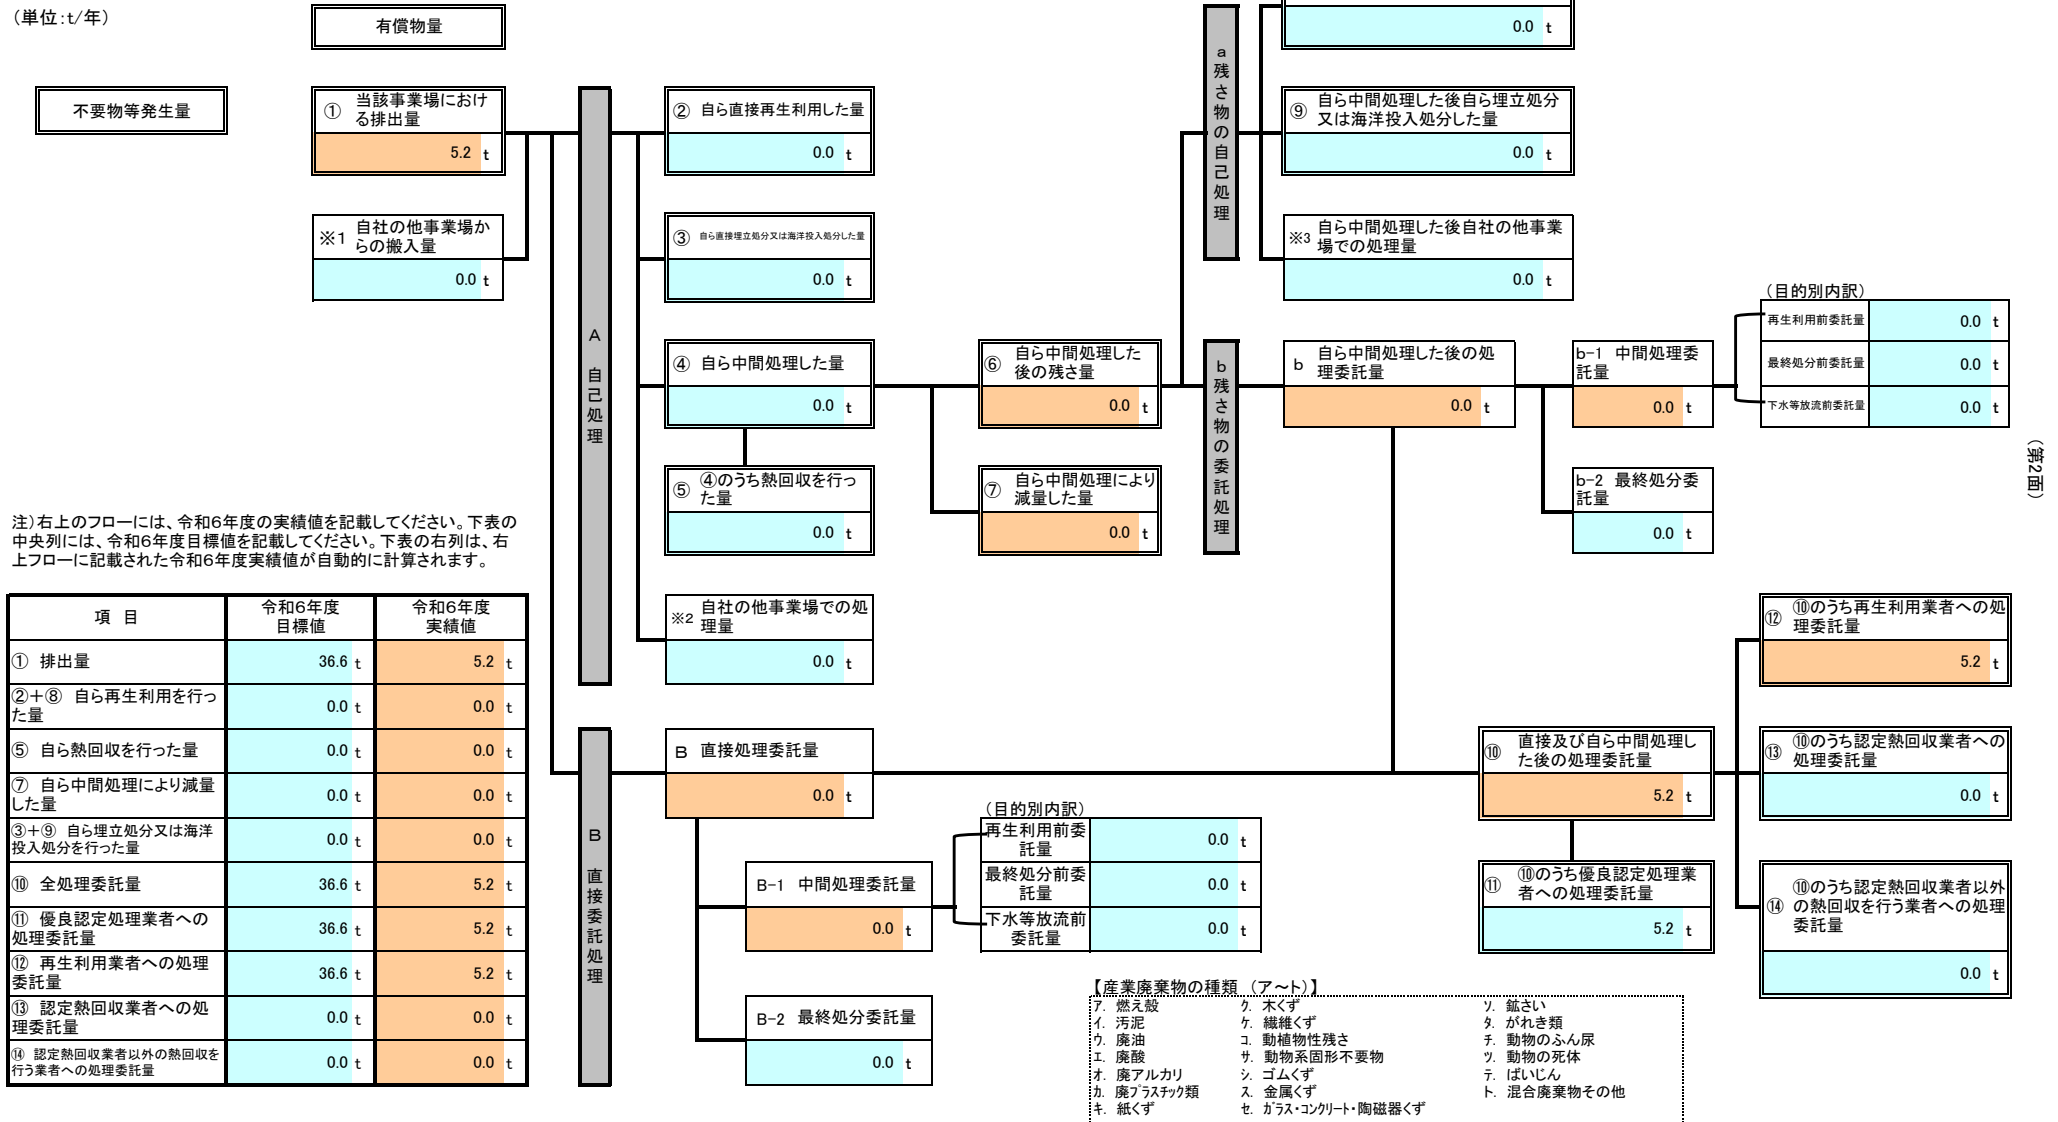 （単位:t/年）
有償物量
不要物等発生量
① 当該事業場におけ
る排出量
5.2 t
※1 自社の他事業場か
らの搬入量
0.0 t
A 自己処理
② 自ら直接再生利用した量
0.0 t
③ 自ら直接埋立処分又は海洋投入処分した量
0.0 t
④ 自ら中間処理した量
0.0 t
⑤ ④のうち熱回収を行っ
た量
0.0 t
※2 自社の他事業場での処
理量
0.0 t
⑥ 自ら中間処理した
後の残さ量
0.0 t
⑦ 自ら中間処理により
減量した量
0.0 t
a 残さ物の自己処理
0.0 t
⑨ 自ら中間処理した後自ら埋立処分
又は海洋投入処分した量
0.0 t
※3 自ら中間処理した後自社の他事業
場での処理量
0.0 t
b 残さ物の委託処理
b 自ら中間処理した後の処
理委託量
0.0 t
b-1 中間処理委
託量
0.0 t
b-2 最終処分委
託量
0.0 t
（目的別内訳）
再生利用前委託量 0.0 t
最終処分前委託量 0.0 t
下水等放流前委託量 0.0 t
（第2面）
注）右上のフローには、令和6年度の実績値を記載してください。下表の
中央列には、令和6年度目標値を記載してください。下表の右列は、右
上フローに記載された令和6年度実績値が自動的に計算されます。
項 目 令和6年度 令和6年度
目標値 実績値
① 排出量 36.6 t 5.2 t
②＋⑧ 自ら再生利用を行っ
た量 0.0 t 0.0 t
⑤ 自ら熱回収を行った量 0.0 t 0.0 t
⑦ 自ら中間処理により減量
した量 0.0 t 0.0 t
③＋⑨ 自ら埋立処分又は海洋
投入処分を行った量 0.0 t 0.0 t
⑩ 全処理委託量 36.6 t 5.2 t
⑪ 優良認定処理業者への
処理委託量 36.6 t 5.2 t
⑫ 再生利用業者への処理
委託量 36.6 t 5.2 t
⑬ 認定熱回収業者への処
理委託量 0.0 t 0.0 t
⑭ 認定熱回収業者以外の熱回収を
行う業者への処理委託量 0.0 t 0.0 t
B 直接委託処理
B 直接処理委託量
0.0 t
B-1 中間処理委託量
0.0 t
B-2 最終処分委託量
0.0 t
（目的別内訳）
再生利用前委
託量 0.0 t
最終処分前委
託量 0.0 t
下水等放流前
委託量 0.0 t
⑩ 直接及び自ら中間処理し
た後の処理委託量
5.2 t
⑪ ⑩のうち優良認定処理業
者への処理委託量
5.2 t
⑫ ⑩のうち再生利用業者への処
理委託量
5.2 t
⑬ ⑩のうち認定熱回収業者への
処理委託量
0.0 t
⑭ ⑩のうち認定熱回収業者以外
の熱回収を行う業者への処理
委託量
0.0 t
【産業廃棄物の種類 （ア～ト）】
ア. 燃え殻 ク. 木くず ソ. 鉱さい
イ. 汚泥 ケ. 繊維くず タ. がれき類
ウ. 廃油 コ. 動植物性残さ チ. 動物のふん尿
エ. 廃酸 サ. 動物系固形不要物 ツ. 動物の死体
オ. 廃アルカリ シ. ゴムくず テ. ばいじん
カ. 廃プラスチック類 ス. 金属くず ト. 混合廃棄物その他
キ. 紙くず セ. ガラス・コンクリート・陶磁器くず